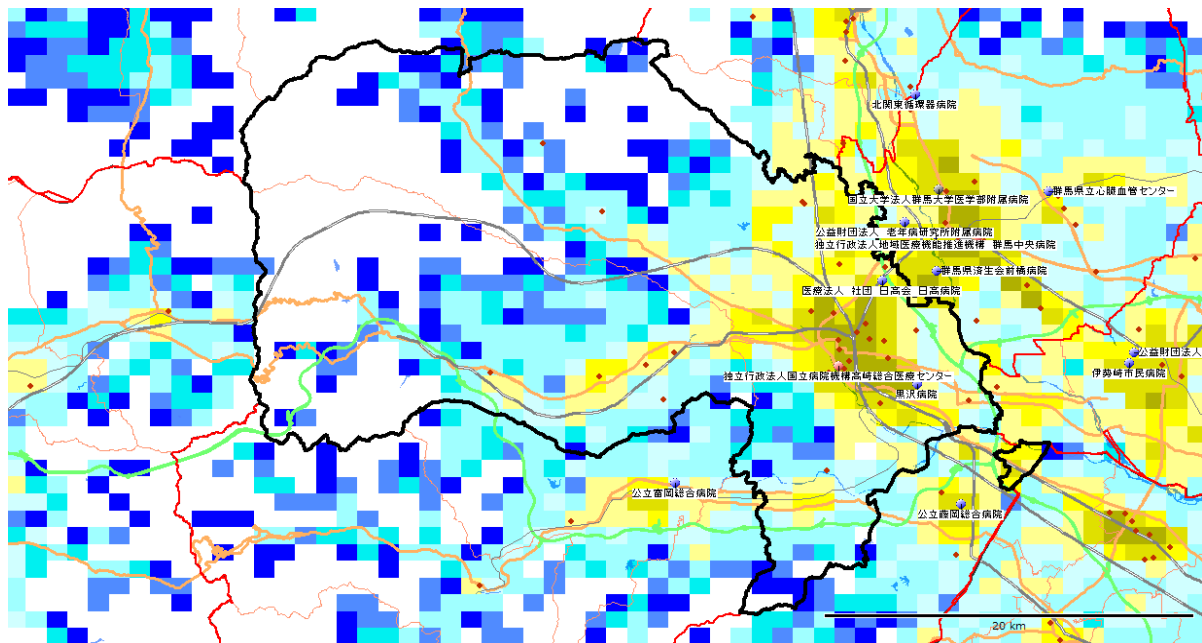 北関東循環器病院
国立大学法人群馬大学医学部附属病院
群馬県立心臓血管センター
公益財団法人 老年病研究所附属病院
独立行政法人地域医療機能推進機構 群馬中央病院
群馬県済生会前橋病院
医療法人 社団 日高会 日高病院
公益財団法人
伊勢崎市民病院
独立行政法人国立病院機構高崎総合医療センター
黒沢病院
公立富岡総合病院
公立藤岡総合病院
20 km